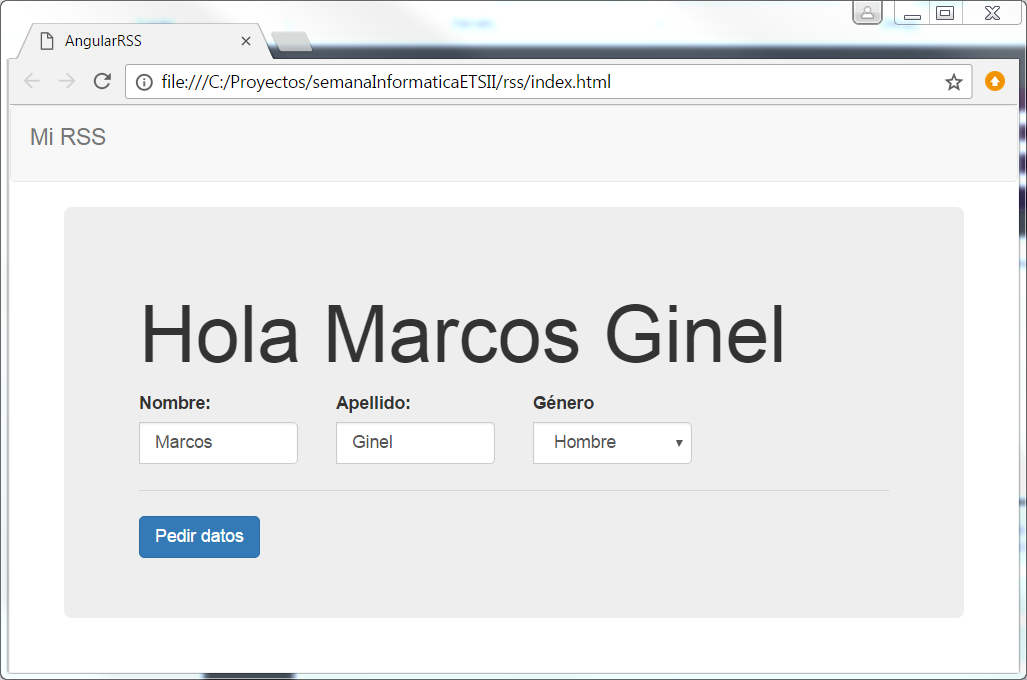 AngularRSS
file:///C:/Proyectos/semanaInformaticaETSII/rss/index.html
Mi RSS
Hola Marcos Ginel
Nombre: Apellido: Género
Marcos Ginel Hombre
Pedir datos